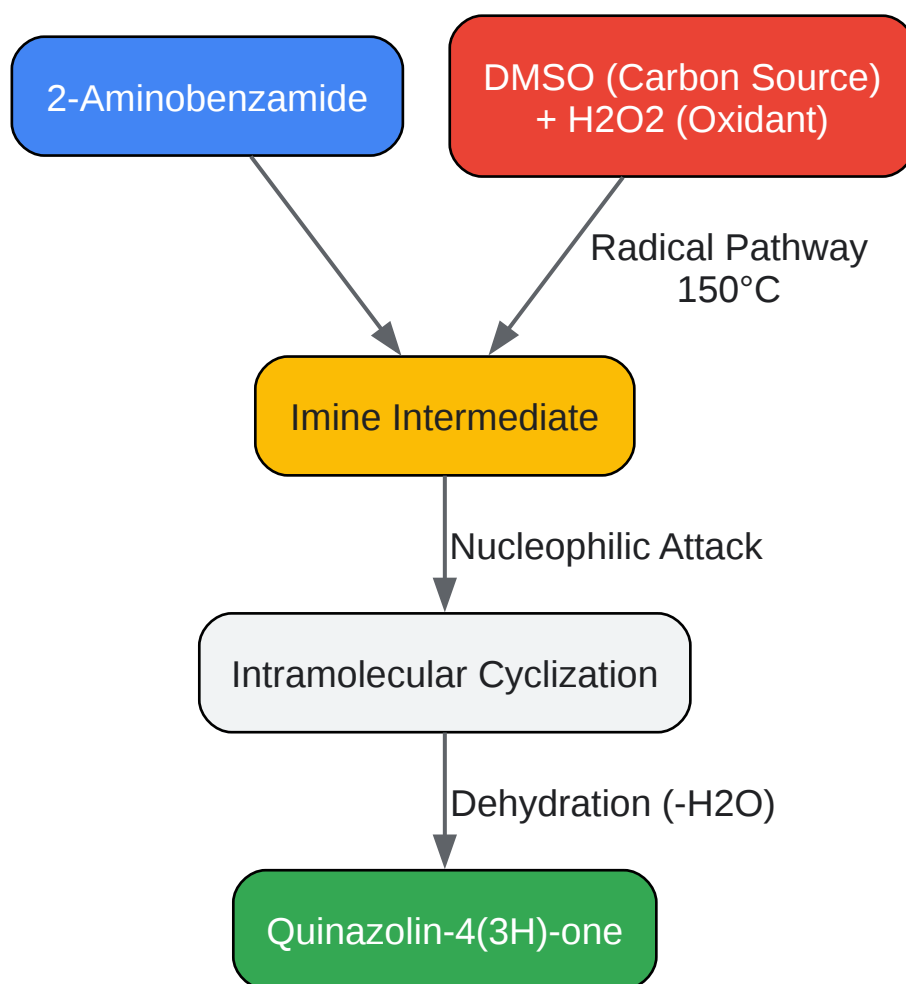 2-Aminobenzamide
DMSO (Carbon Source)
+ H2O2 (Oxidant)
Radical Pathway
150°C
Imine Intermediate
Nucleophilic Attack
Intramolecular Cyclization
Dehydration (-H2O)
Quinazolin-4(3H)-one